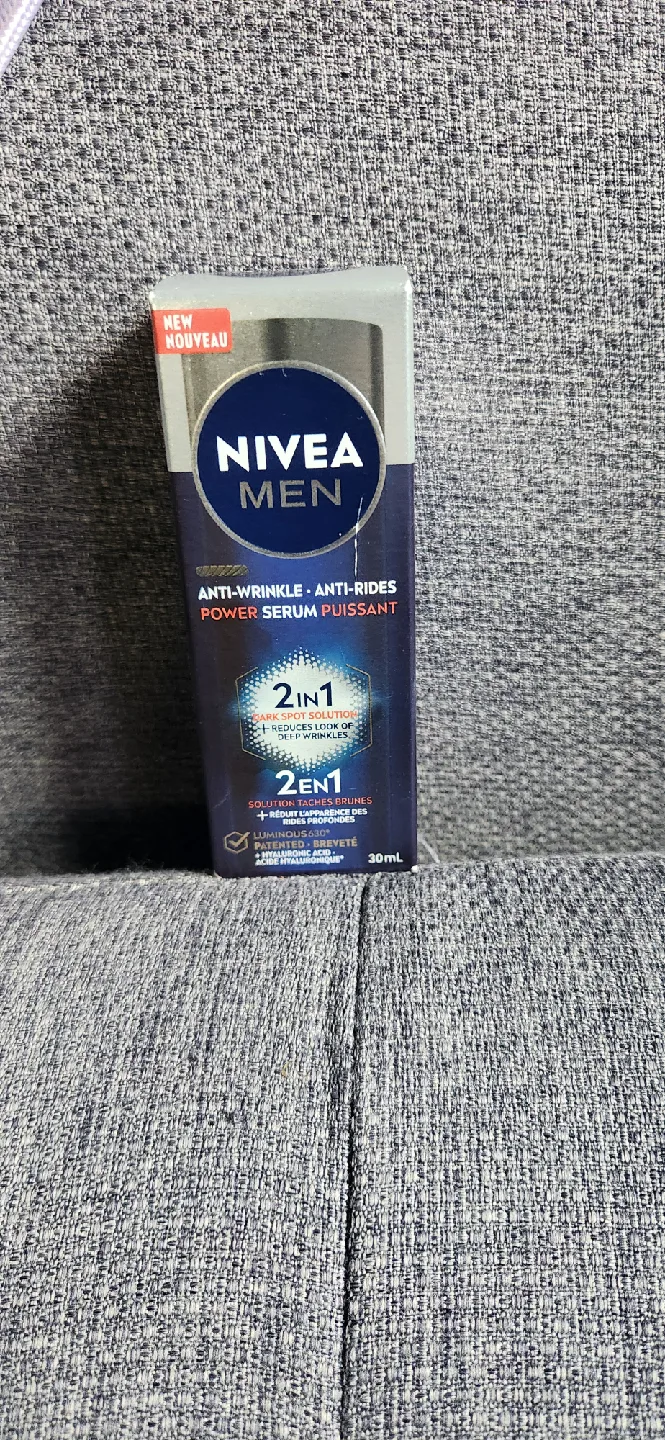 NEW
NOUVEAU
NIVEA
MEN
ANTI-WRINKLE · ANTI-RIDES
POWER SERUM PUISSANT
2IN1
DARK SPOT SOLUTION
+ REDUCES LOOK OF
DEEP WRINKLES
2EN1
SOLUTION TACHES BRUNES
+ RÉDUIT L'APPARENCE DES
RIDES PROFONDES
LUMINOUS630®
PATENTED · BREVETÉ
+ HYALURONIC ACID ·
ACIDE HYALURONIQUE*
30mL